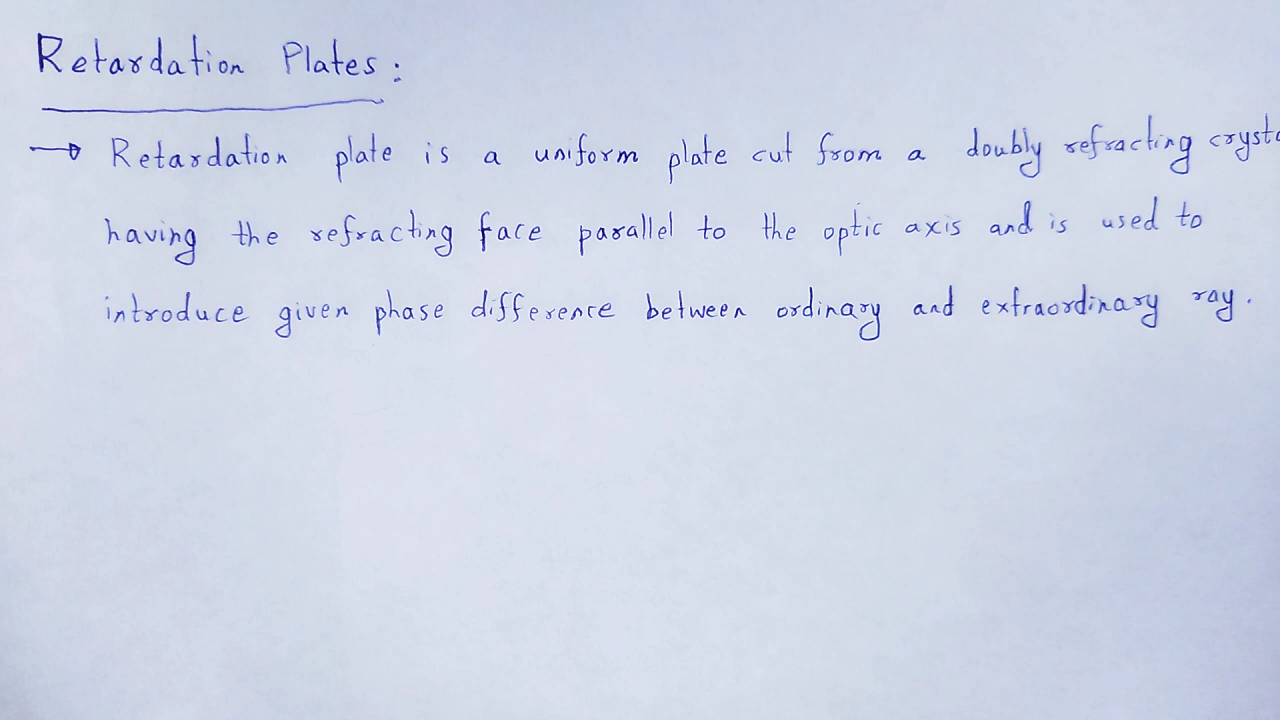 Retardation Plates:
→ Retardation plate is a uniform plate cut from a doubly refracting crysta
having the refracting face parallel to the optic axis and is used to
introduce given phase difference between ordinary and extraordinary ray.